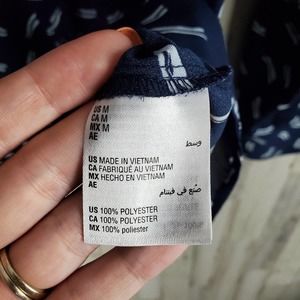 US M
CA M
MX M
AE
وسط
US MADE IN VIETNAM
CA FABRIQUÉ AU VIETNAM
MX HECHO EN VIETNAM
AE
صنع في فيتنام
US 100% POLYESTER
CA 100% POLYESTER
MX 100% poliester